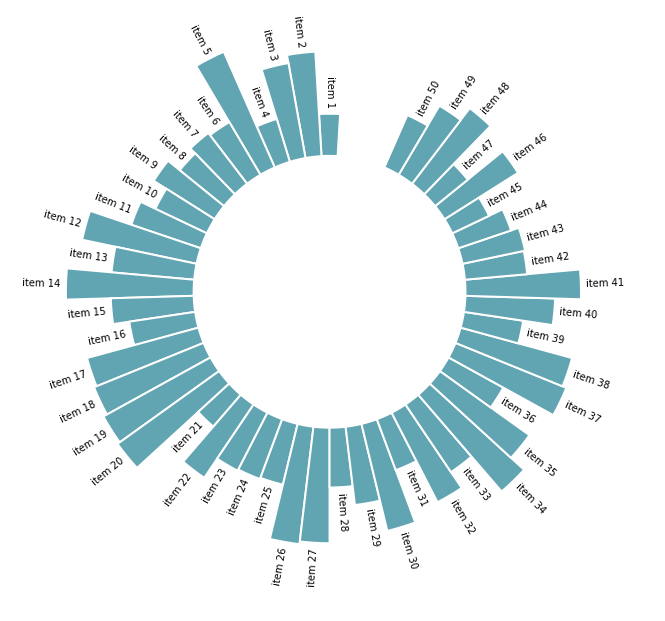 item 1
item 2
item 3
item 4
item 5
item 6
item 7
item 8
item 9
item 10
item 11
item 12
item 13
item 14
item 15
item 16
item 17
item 18
item 19
item 20
item 21
item 22
item 23
item 24
item 25
item 26
item 27
item 28
item 29
item 30
item 31
item 32
item 33
item 34
item 35
item 36
item 37
item 38
item 39
item 40
item 41
item 42
item 43
item 44
item 45
item 46
item 47
item 48
item 49
item 50